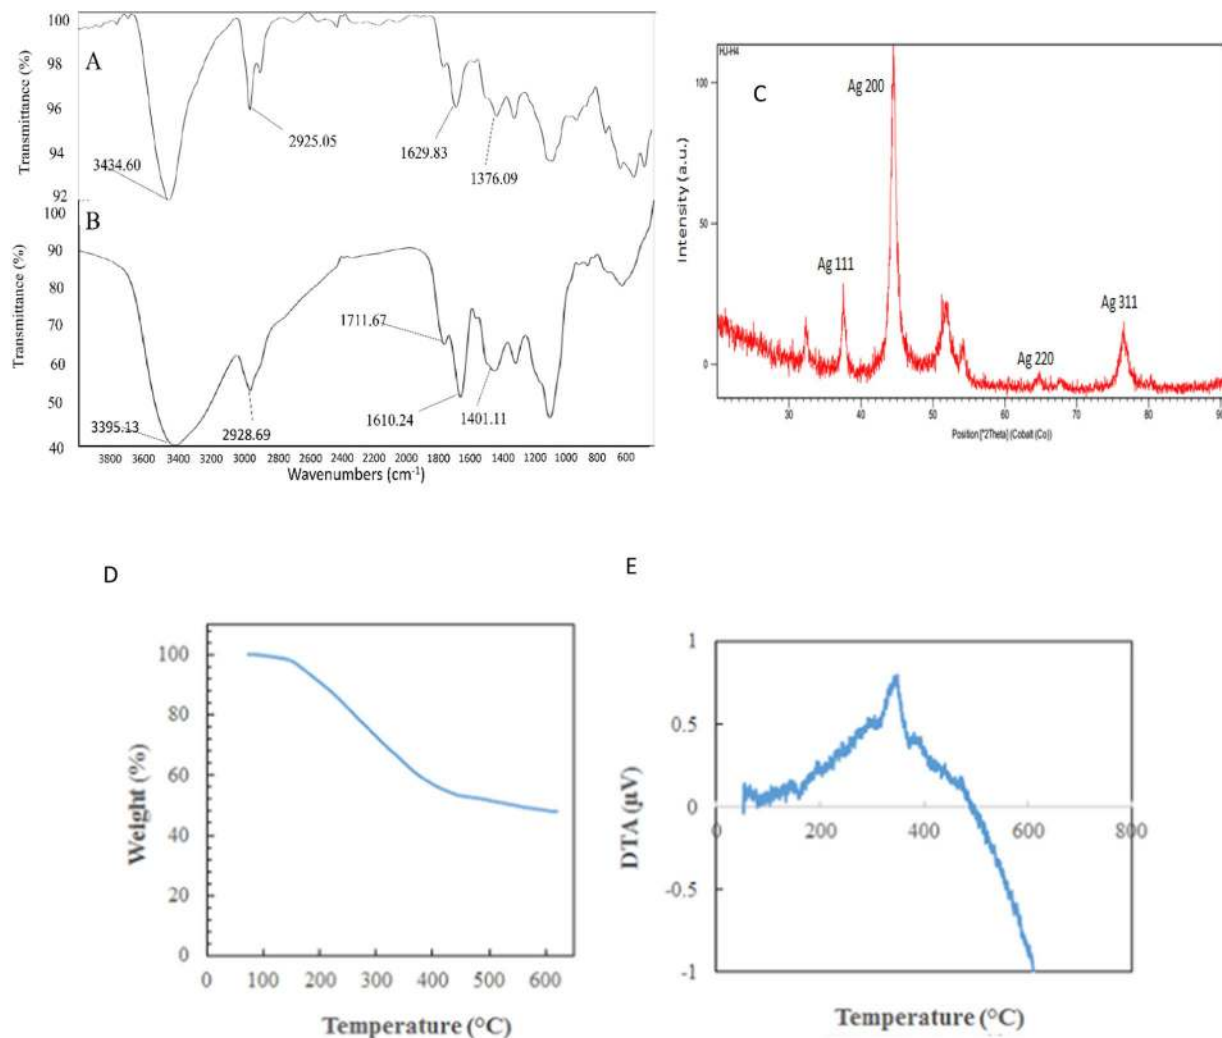 A
Transmittance (%)
100
98
96
94
92
3434.60
2925.05
1629.83
1376.09
B
Transmittance (%)
100
90
80
70
60
50
40
3395.13
2928.69
1711.67
1610.24
1401.11
3800 3600 3400 3200 3000 2800 2600 2400 2200 2000 1800 1600 1400 1200 1000 800 600
Wavenumbers (cm⁻¹)
C
Ag 200
Ag 111
Ag 220
Ag 311
Intensity (a.u.)
100
50
0
30 40 50 60 70 80 90
Position [°2Theta] (Cobalt (Co))
D
Weight (%)
100
80
60
40
20
0
0 100 200 300 400 500 600
Temperature (°C)
E
DTA (µV)
1
0.5
0
-0.5
-1
0 200 400 600 800
Temperature (°C)